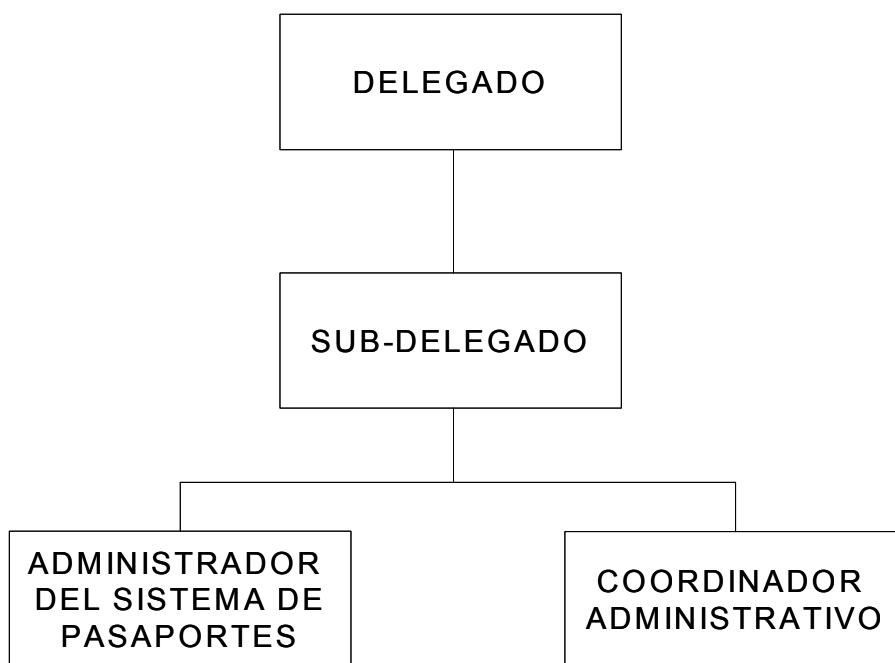 DELEGADO
SUB-DELEGADO
ADMINISTRADOR
DEL SISTEMA DE
PASAPORTES
COORDINADOR
ADMINISTRATIVO